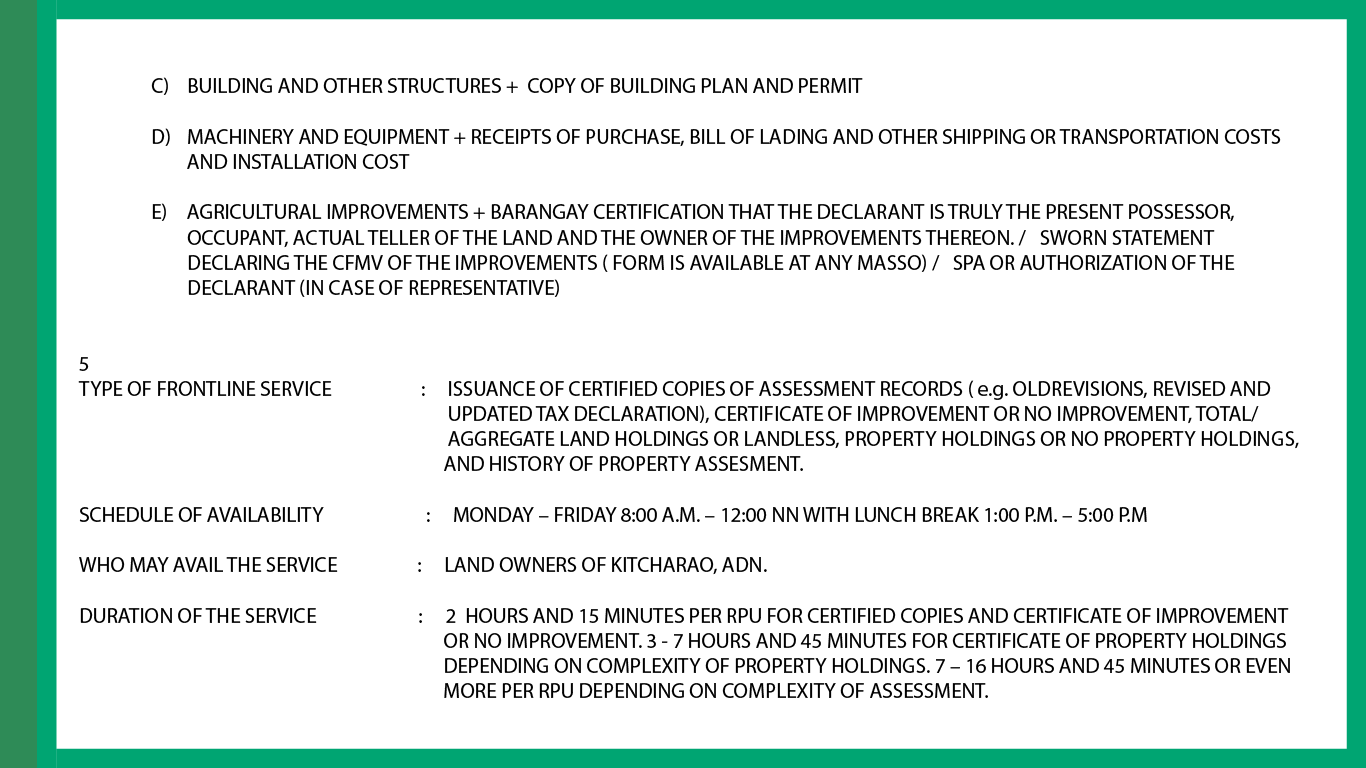 C) BUILDING AND OTHER STRUCTURES + COPY OF BUILDING PLAN AND PERMIT
D) MACHINERY AND EQUIPMENT + RECEIPTS OF PURCHASE, BILL OF LADING AND OTHER SHIPPING OR TRANSPORTATION COSTS
AND INSTALLATION COST
E) AGRICULTURAL IMPROVEMENTS + BARANGAY CERTIFICATION THAT THE DECLARANT IS TRULY THE PRESENT POSSESSOR,
OCCUPANT, ACTUAL TELLER OF THE LAND AND THE OWNER OF THE IMPROVEMENTS THEREON. / SWORN STATEMENT
DECLARING THE CFMV OF THE IMPROVEMENTS ( FORM IS AVAILABLE AT ANY MASSO) / SPA OR AUTHORIZATION OF THE
DECLARANT (IN CASE OF REPRESENTATIVE)
5
TYPE OF FRONTLINE SERVICE : ISSUANCE OF CERTIFIED COPIES OF ASSESSMENT RECORDS ( e.g. OLDREVISIONS, REVISED AND
UPDATED TAX DECLARATION), CERTIFICATE OF IMPROVEMENT OR NO IMPROVEMENT, TOTAL/
AGGREGATE LAND HOLDINGS OR LANDLESS, PROPERTY HOLDINGS OR NO PROPERTY HOLDINGS,
AND HISTORY OF PROPERTY ASSESMENT.
SCHEDULE OF AVAILABILITY : MONDAY – FRIDAY 8:00 A.M. – 12:00 NN WITH LUNCH BREAK 1:00 P.M. – 5:00 P.M
WHO MAY AVAIL THE SERVICE : LAND OWNERS OF KITCHARAO, ADN.
DURATION OF THE SERVICE : 2 HOURS AND 15 MINUTES PER RPU FOR CERTIFIED COPIES AND CERTIFICATE OF IMPROVEMENT
OR NO IMPROVEMENT. 3 - 7 HOURS AND 45 MINUTES FOR CERTIFICATE OF PROPERTY HOLDINGS
DEPENDING ON COMPLEXITY OF PROPERTY HOLDINGS. 7 – 16 HOURS AND 45 MINUTES OR EVEN
MORE PER RPU DEPENDING ON COMPLEXITY OF ASSESSMENT.